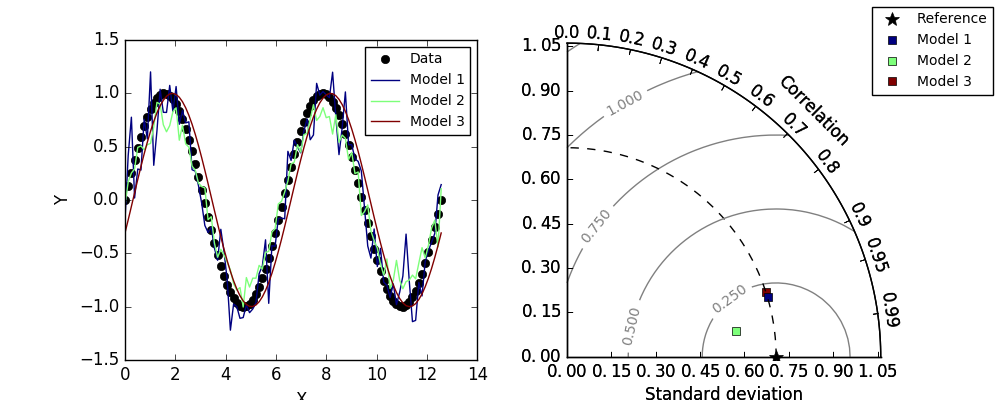 1.5
1.0
0.5
0.0
−0.5
−1.0
−1.5
Y
0 2 4 6 8 10 12 14
X
Data
Model 1
Model 2
Model 3
Reference
Model 1
Model 2
Model 3
0.0 0.1 0.2 0.3 0.4 0.5 0.6 0.7 0.8 0.9 0.95 0.99
Correlation
1.05
0.90
0.75
0.60
0.45
0.30
0.15
0.00
1.000
0.750
0.500
0.250
0.00 0.15 0.30 0.45 0.60 0.75 0.90 1.05
Standard deviation